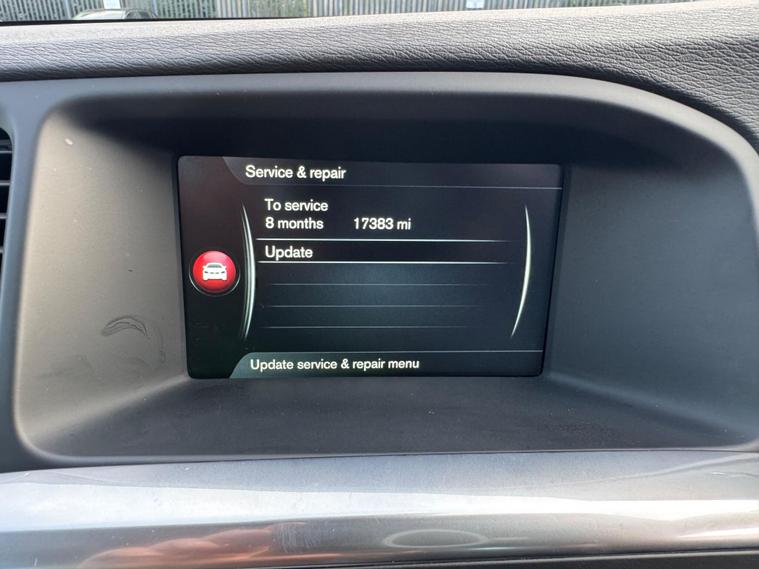 Service & repair
To service
8 months 17383 mi
Update
Update service & repair menu